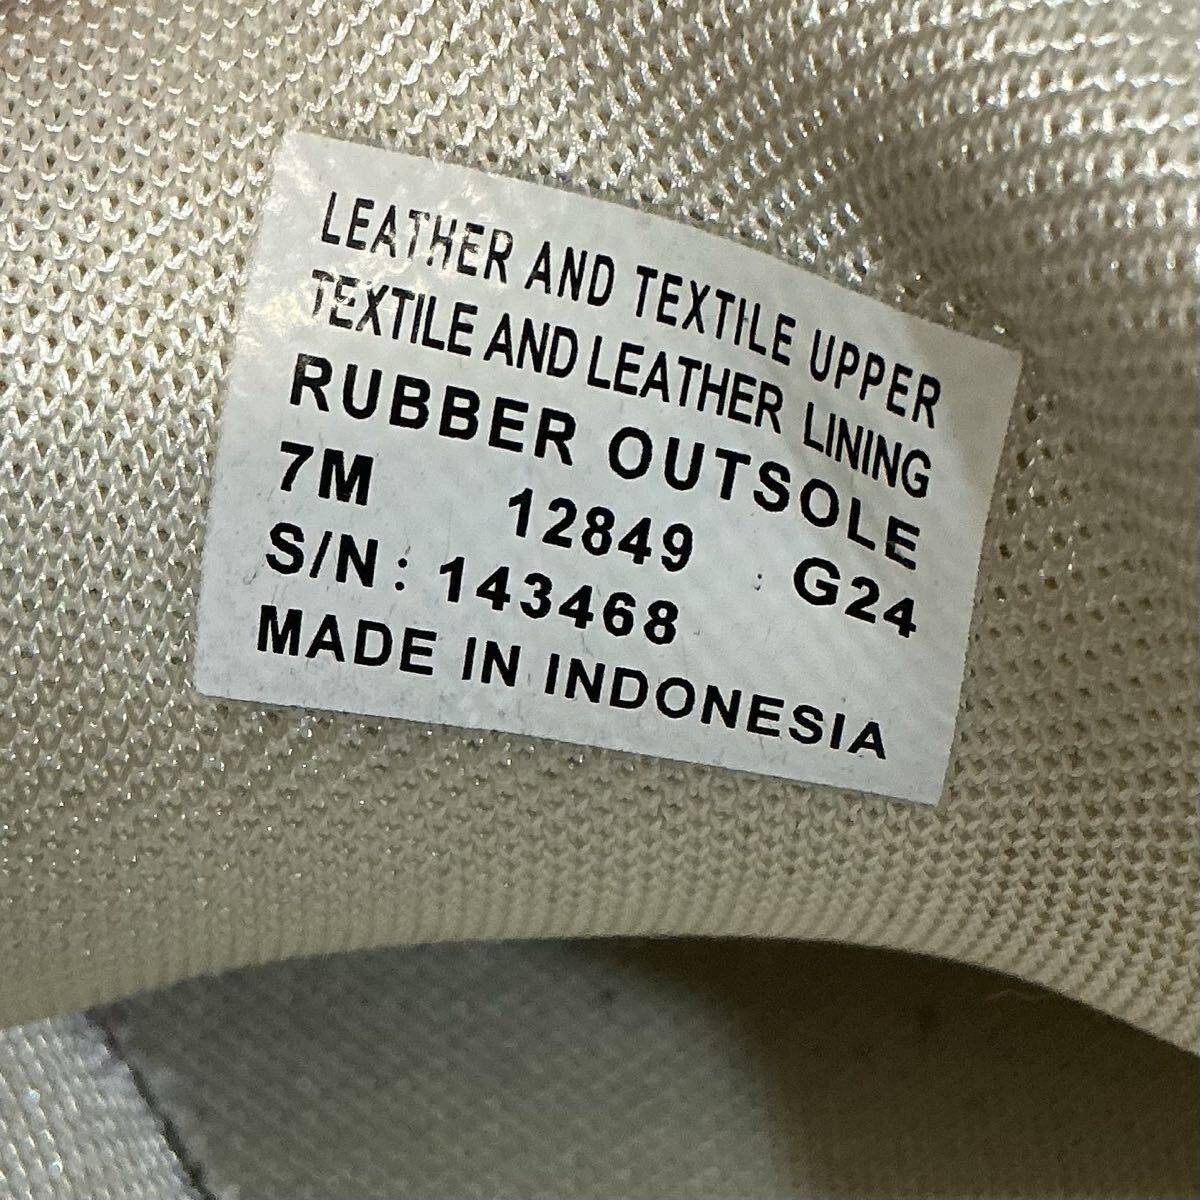 LEATHER AND TEXTILE UPPER
TEXTILE AND LEATHER LINING
RUBBER OUTSOLE
7M 12849 G24
S/N: 143468
MADE IN INDONESIA